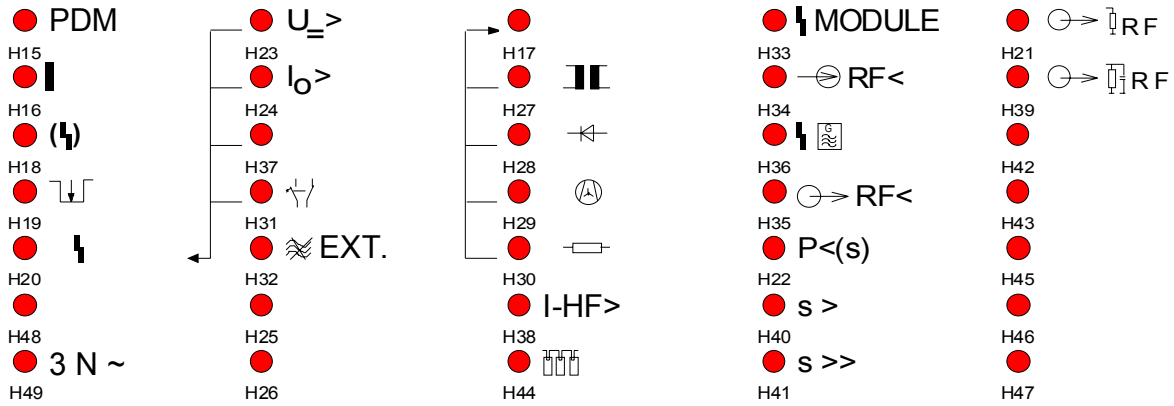 PDM U=> MODULE RF
H15 H23 H17 H33 H21
IO> RF< RF
H16 H24 H27 H34 H39
( ) G
H18 H37 H28 H36 H42
RF<
H19 H31 H29 H35 H43
EXT. P<(s)
H20 H32 H30 H22 H45
I-HF> s >
H48 H25 H38 H40 H46
3 N ~ s >>
H49 H26 H44 H41 H47